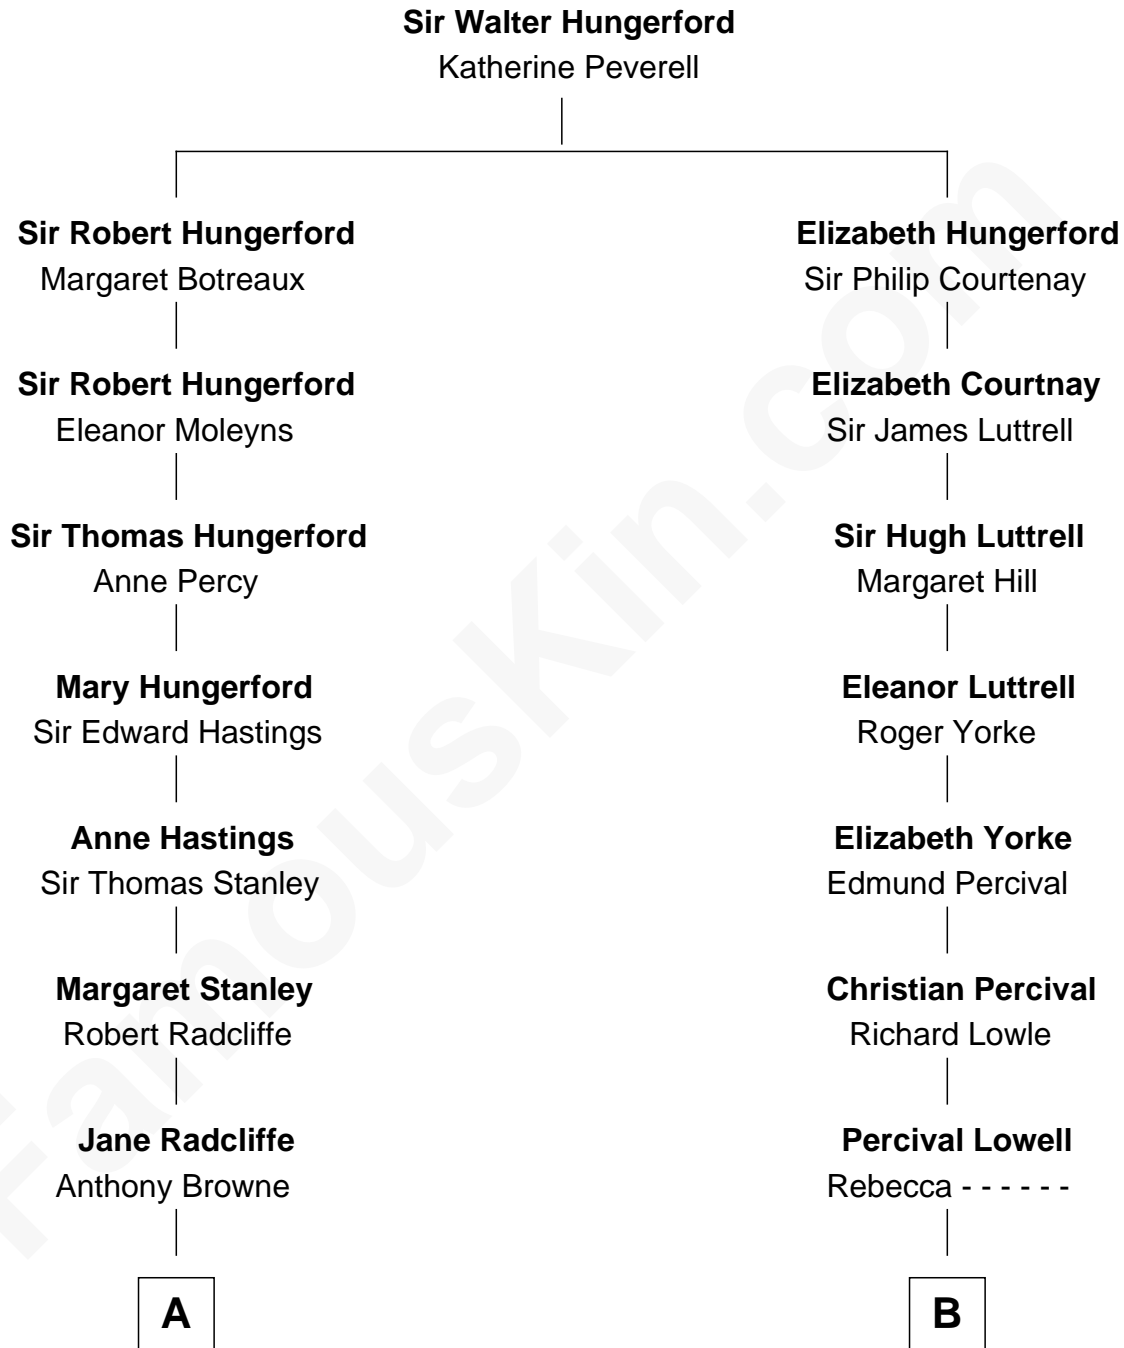 Sir Walter Hungerford
Katherine Peverell
Sir Robert Hungerford
Margaret Botreaux
Sir Robert Hungerford
Eleanor Moleyns
Sir Thomas Hungerford
Anne Percy
Mary Hungerford
Sir Edward Hastings
Anne Hastings
Sir Thomas Stanley
Margaret Stanley
Robert Radcliffe
Jane Radcliffe
Anthony Browne
A
Elizabeth Hungerford
Sir Philip Courtenay
Elizabeth Courtnay
Sir James Luttrell
Sir Hugh Luttrell
Margaret Hill
Eleanor Luttrell
Roger Yorke
Elizabeth Yorke
Edmund Percival
Christian Percival
Richard Lowle
Percival Lowell
Rebecca - - - - - -
B
FamousKin.com